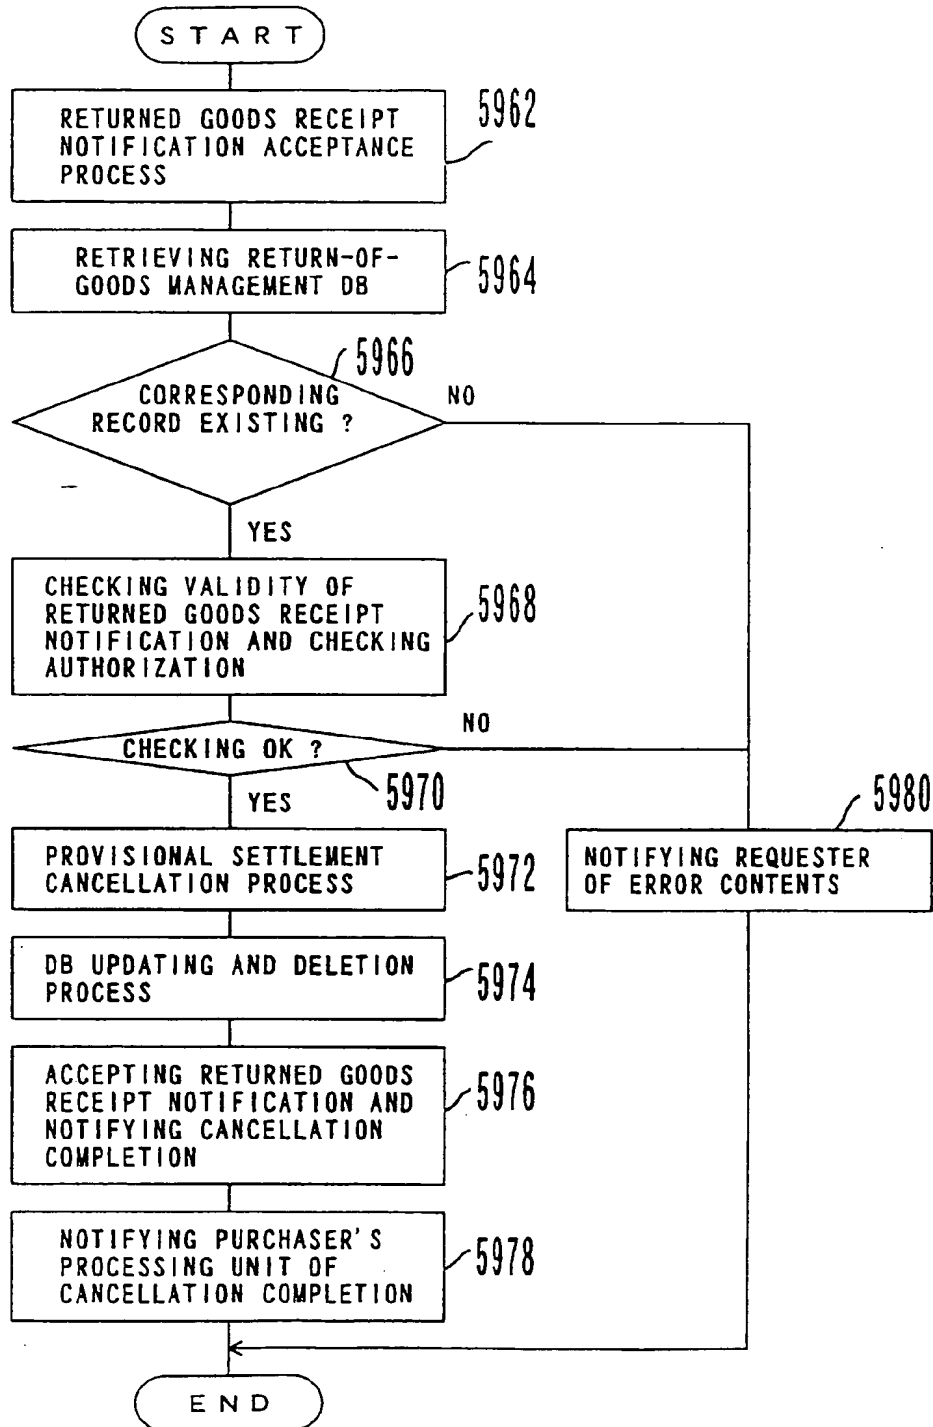 START
RETURNED GOODS RECEIPT
NOTIFICATION ACCEPTANCE
PROCESS
5962
RETRIEVING RETURN-OF-
GOODS MANAGEMENT DB
5964
5966
CORRESPONDING
RECORD EXISTING ?
NO
YES
CHECKING VALIDITY OF
RETURNED GOODS RECEIPT
NOTIFICATION AND CHECKING
AUTHORIZATION
5968
NO
CHECKING OK ?
5970
YES
5980
PROVISIONAL SETTLEMENT
CANCELLATION PROCESS
5972
NOTIFYING REQUESTER
OF ERROR CONTENTS
DB UPDATING AND DELETION
PROCESS
5974
ACCEPTING RETURNED GOODS
RECEIPT NOTIFICATION AND
NOTIFYING CANCELLATION
COMPLETION
5976
NOTIFYING PURCHASER'S
PROCESSING UNIT OF
CANCELLATION COMPLETION
5978
END